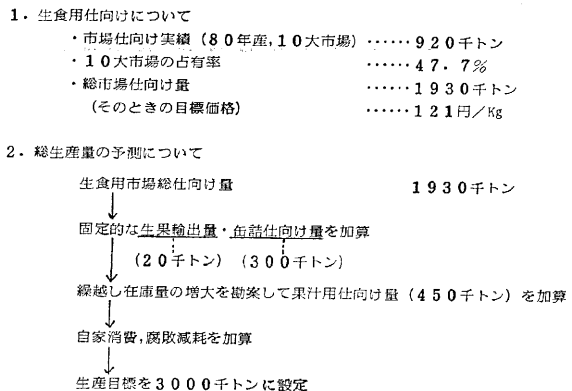 1．生食用仕向けについて
・市場仕向け実績（80年産，10大市場）……920千トン
・10大市場の占有率 ……47．7％
・総市場仕向け量 ……1930千トン
（そのときの目標価格） ……121円／Kg
2．総生産量の予測について
生食用市場総仕向け量 1930千トン
固定的な生果輸出量・缶詰仕向け量を加算
（20千トン）（300千トン）
繰越し在庫量の増大を勘案して果汁用仕向け量（450千トン）を加算
自家消費，腐敗減耗を加算
生産目標を3000千トンに設定